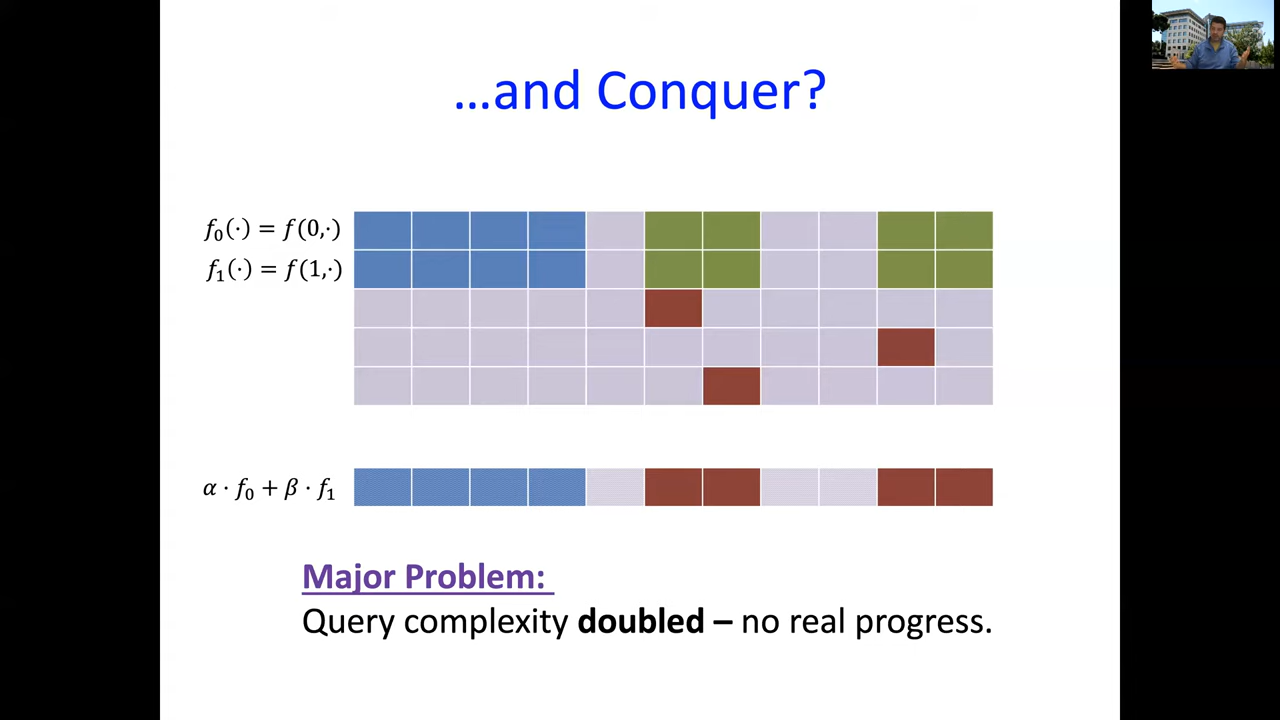 ...and Conquer?
f₀(·) = f(0,·)
f₁(·) = f(1,·)
α · f₀ + β · f₁
Major Problem:
Query complexity doubled – no real progress.